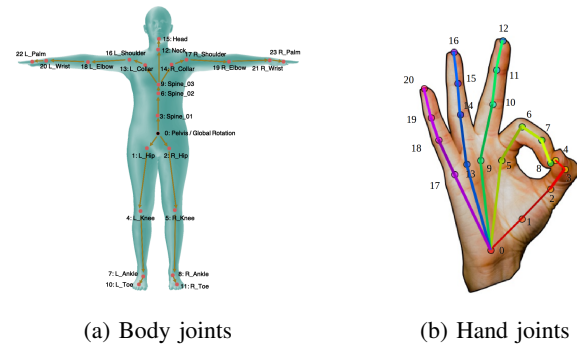 15: Head
12: Neck
16 L_Shoulder
17 R_Shoulder
22 L_Palm
23 R_Palm
20 L_Wrist
18 L_Elbow
13: L_Collar
14: R_Collar
19 R_Elbow
21 R_Wrist
9: Spine_03
6: Spine_02
3: Spine_01
0: Pelvis / Global Rotation
1: L_Hip
2: R_Hip
4: L_Knee
5: R_Knee
7: L_Ankle
8: R_Ankle
10: L_Toe
11: R_Toe
(a) Body joints
12
16
11
15
20
10
14
6
7
19
4
18
13
9
5
8
3
17
2
1
0
(b) Hand joints